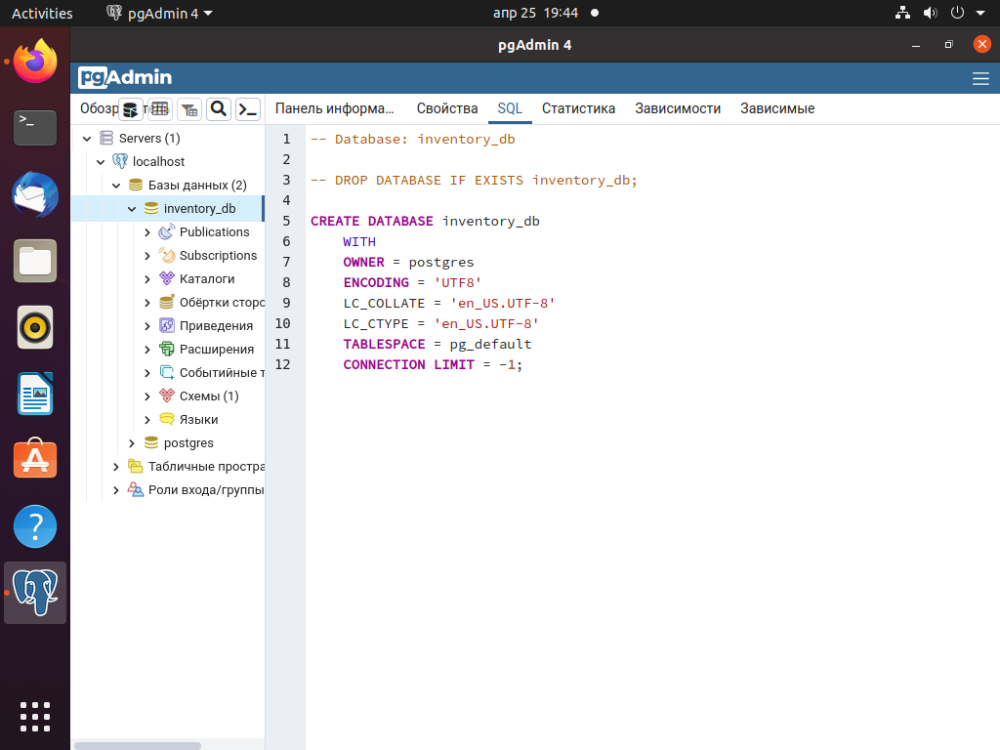 Activities
pgAdmin 4
апр 25 19:44
pgAdmin 4
pgAdmin
Панель информа...
Свойства
SQL
Статистика
Зависимости
Зависимые
Servers (1)
localhost
Базы данных (2)
inventory_db
Publications
Subscriptions
Каталоги
Обёртки сторо
Приведения
Расширения
Событийные т
Схемы (1)
Языки
postgres
Табличные простра
Роли входа/группы
1 -- Database: inventory_db
2
3 -- DROP DATABASE IF EXISTS inventory_db;
4
5 CREATE DATABASE inventory_db
6 WITH
7 OWNER = postgres
8 ENCODING = 'UTF8'
9 LC_COLLATE = 'en_US.UTF-8'
10 LC_CTYPE = 'en_US.UTF-8'
11 TABLESPACE = pg_default
12 CONNECTION LIMIT = -1;